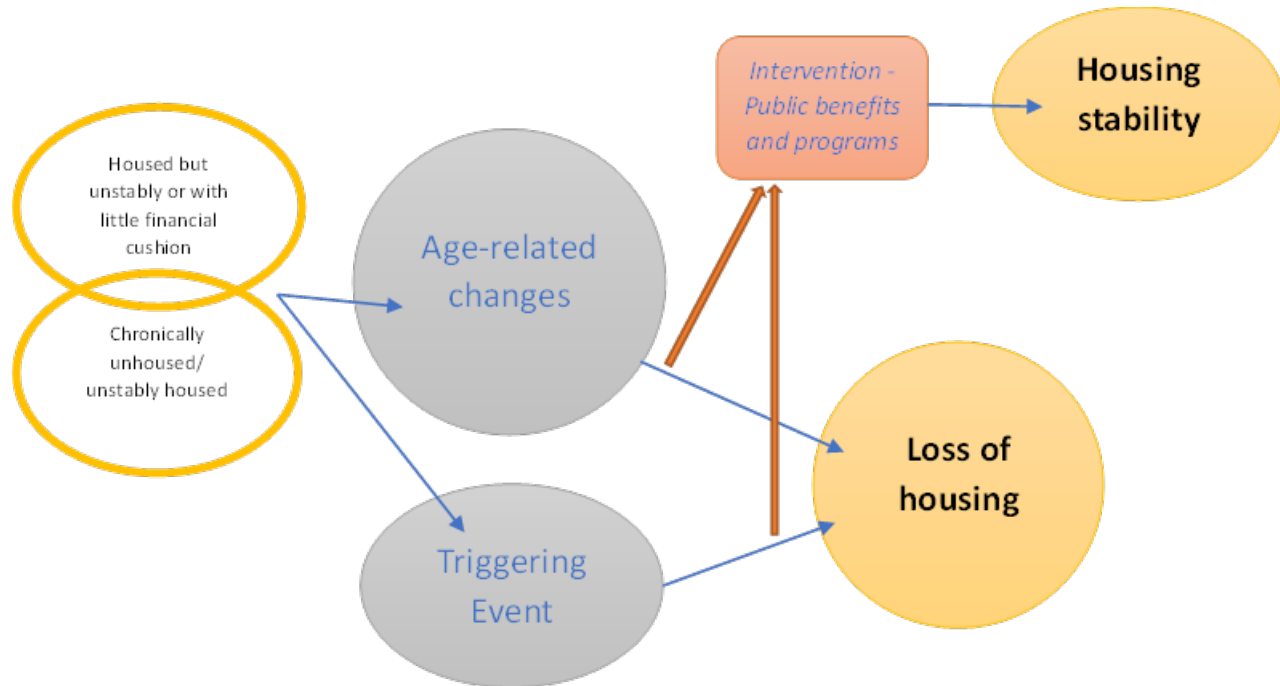 Housed but
unstably or with
little financial
cushion
Chronically
unhoused/
unstably housed
Age-related
changes
Triggering
Event
Intervention -
Public benefits
and programs
Housing
stability
Loss of
housing